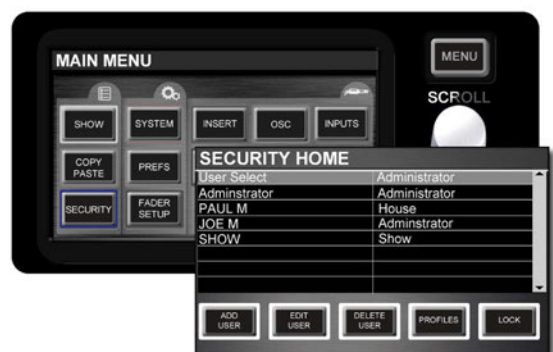 MAIN MENU
MENU
SCROLL
SHOW
SYSTEM
INSERT
OSC
INPUTS
COPY
PASTE
PREFS
SECURITY
FADER
SETUP
SECURITY HOME
User Select Administrator
Adminstrator Administrator
PAUL M House
JOE M Adminstrator
SHOW Show
ADD
USER
EDIT
USER
DELETE
USER
PROFILES
LOCK